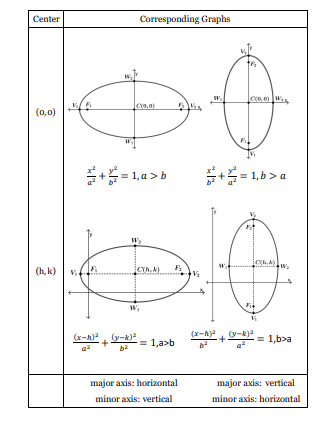 Center Corresponding Graphs
W₂
V₁ F₁ C(0,0) F₂ V₂
W₁
V₂
F₂
W₁ C(0,0) W₂
F₁
V₁
(0,0)
x²/a² + y²/b² = 1, a > b
x²/b² + y²/a² = 1, b > a
y
W₂
V₁ F₁ C(h,k) F₂ V₂
x
W₁
y
V₂
F₂
W₁ C(h,k) W₂
x
F₁
V₁
(h, k)
(x−h)²/a² + (y−k)²/b² = 1,a>b
(x−h)²/b² + (y−k)²/a² = 1,b>a
major axis: horizontal major axis: vertical
minor axis: vertical minor axis: horizontal